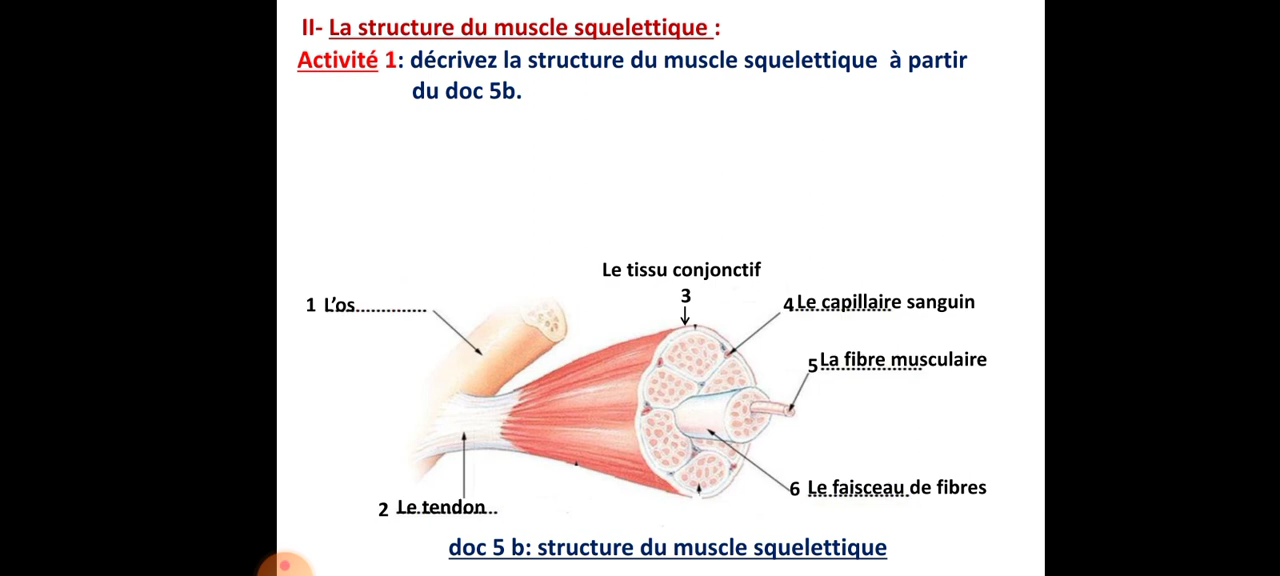 II- La structure du muscle squelettique :
Activité 1: décrivez la structure du muscle squelettique à partir
du doc 5b.
Le tissu conjonctif
3
1 L'os.............
4 Le capillaire sanguin
5 La fibre musculaire
6 Le faisceau de fibres
2 Le tendon..
doc 5 b: structure du muscle squelettique